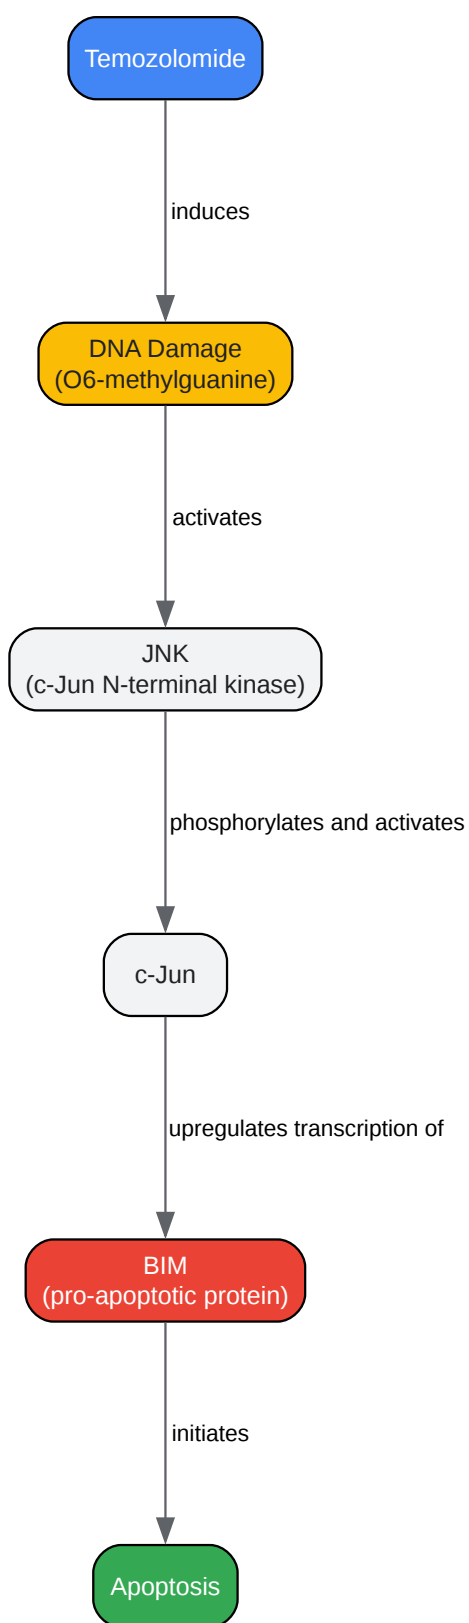 Temozolomide
induces
DNA Damage
(O6-methylguanine)
activates
JNK
(c-Jun N-terminal kinase)
phosphorylates and activates
c-Jun
upregulates transcription of
BIM
(pro-apoptotic protein)
initiates
Apoptosis